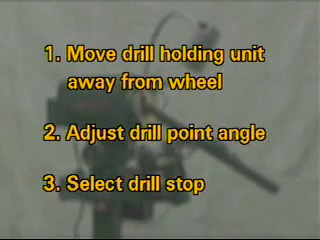 1. Move drill holding unit
away from wheel
2. Adjust drill point angle
3. Select drill stop